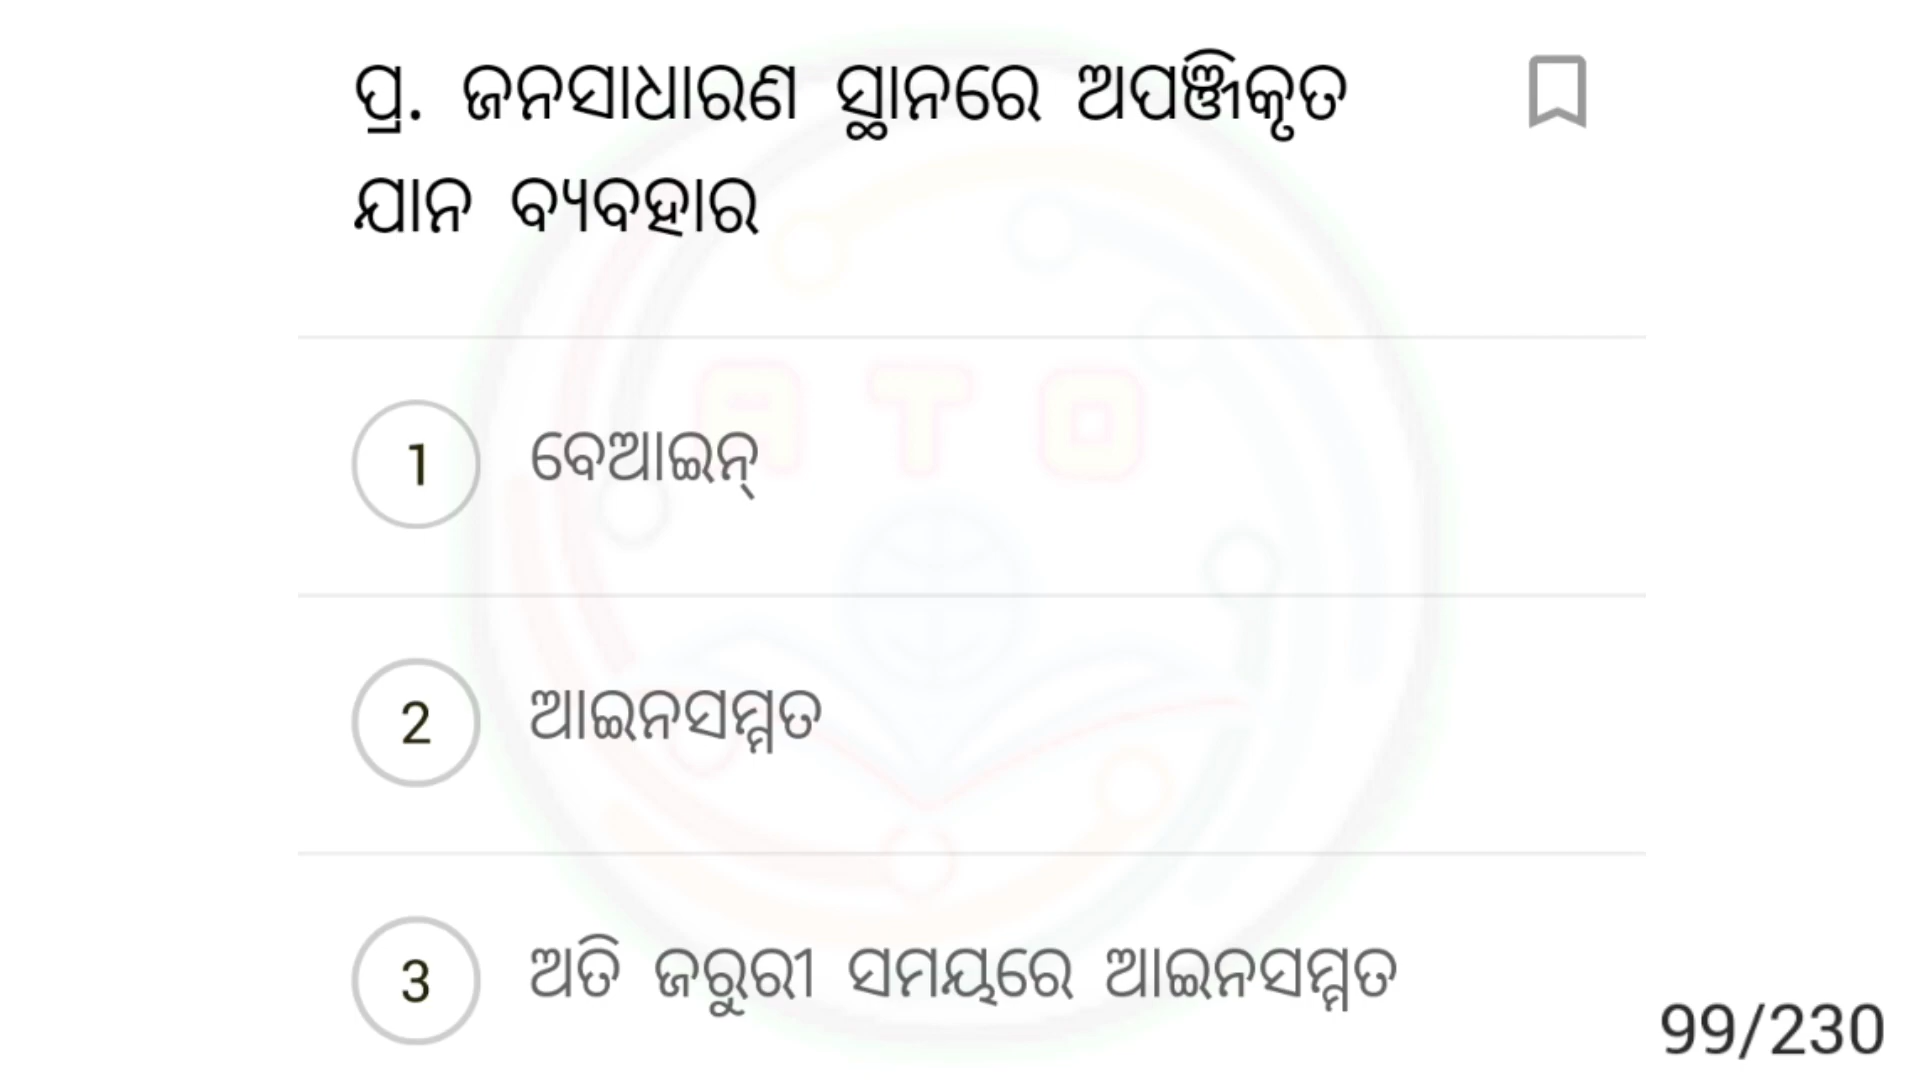 ପ୍ର. ଜନସାଧାରଣ ସ୍ଥାନରେ ଅପଞ୍ଜିକୃତ
ଯାନ ବ୍ୟବହାର
A T O
1 ବେଆଇନ୍
2 ଆଇନସମ୍ମତ
3 ଅତି ଜରୁରୀ ସମୟରେ ଆଇନସମ୍ମତ
99/230